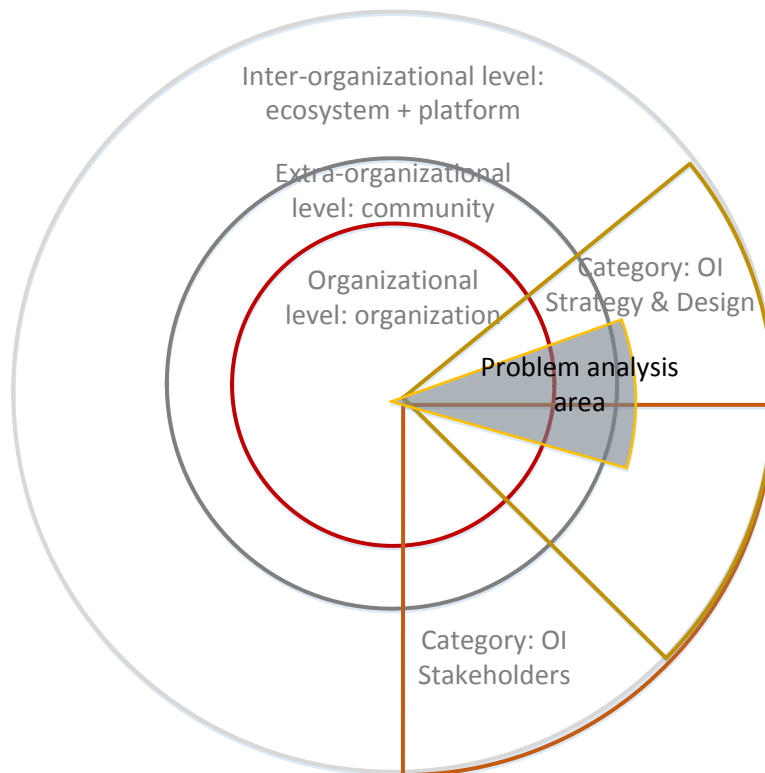 Inter-organizational level:
ecosystem + platform
Extra-organizational
level: community
Organizational
level: organization
Category: OI
Strategy & Design
Problem analysis
area
Category: OI
Stakeholders